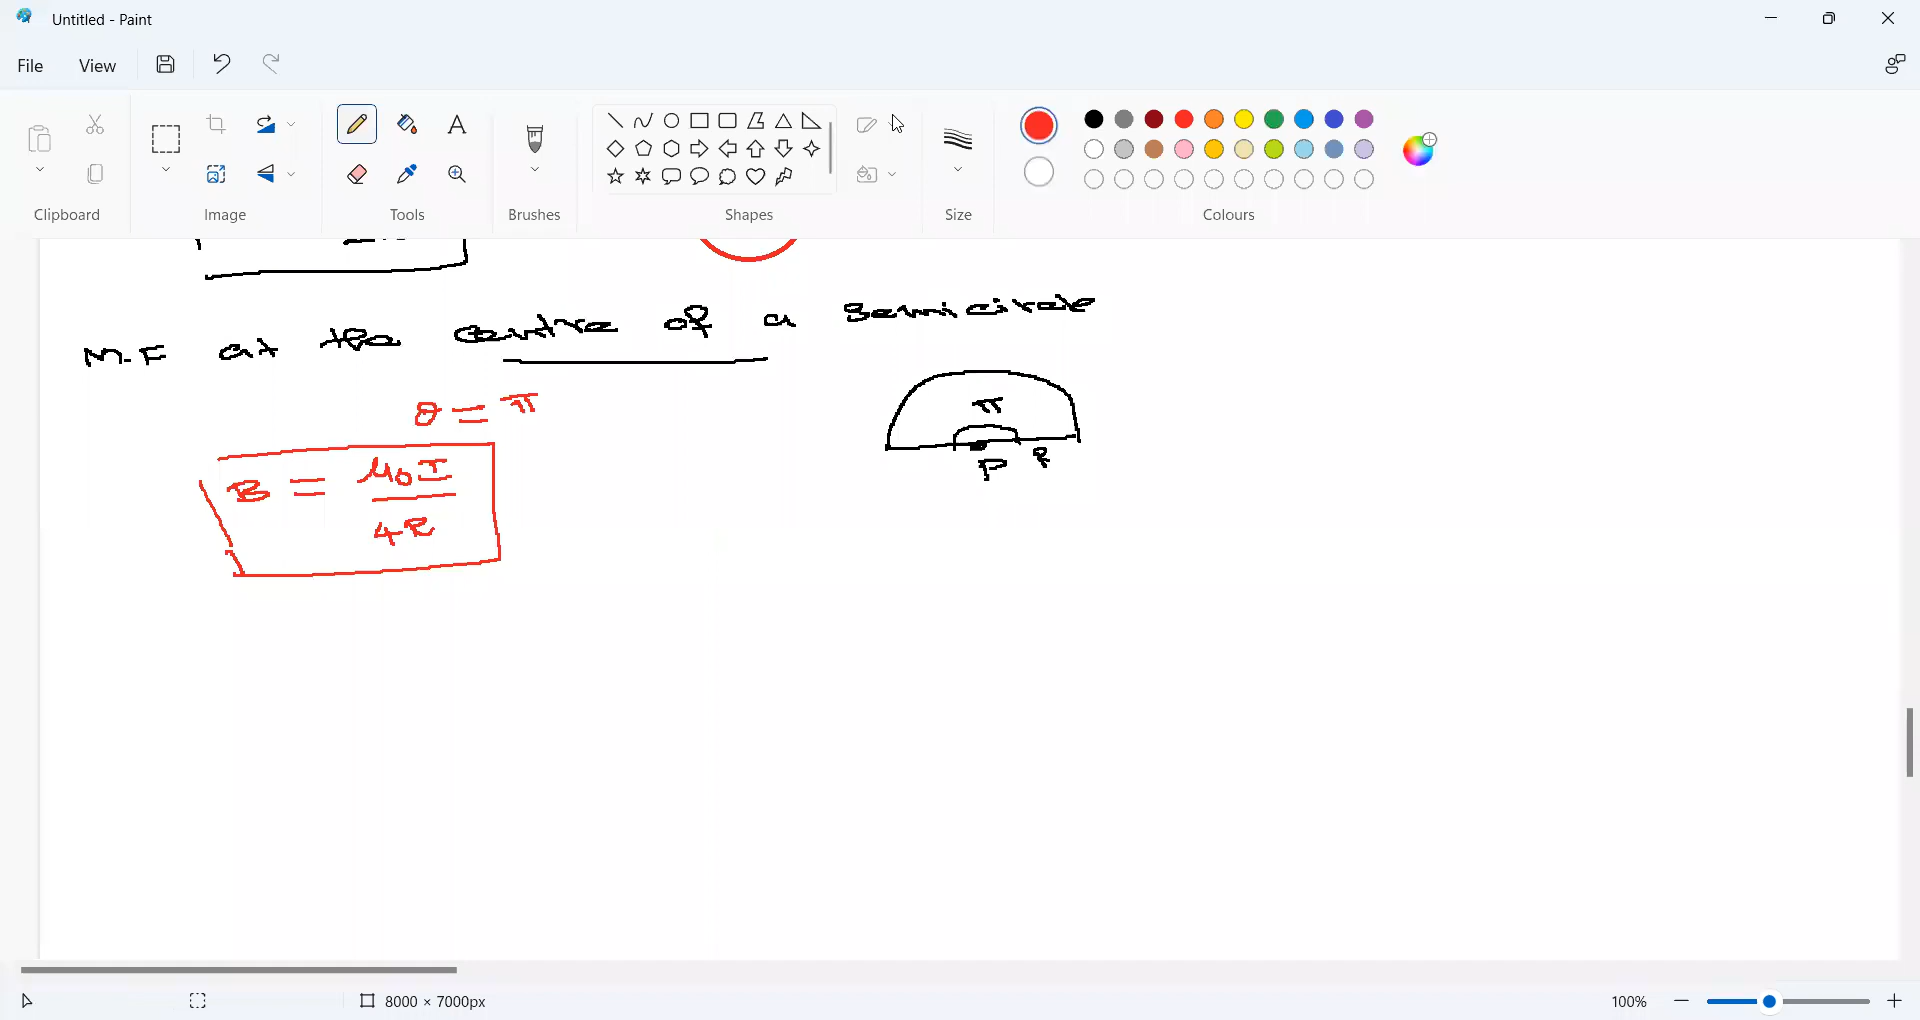 Untitled - Paint
File View
Clipboard Image Tools Brushes Shapes Size Colours
M.F at the centre of a semicircle
θ = π
π
B = μ0I
4R
P R
8000 × 7000px 100%